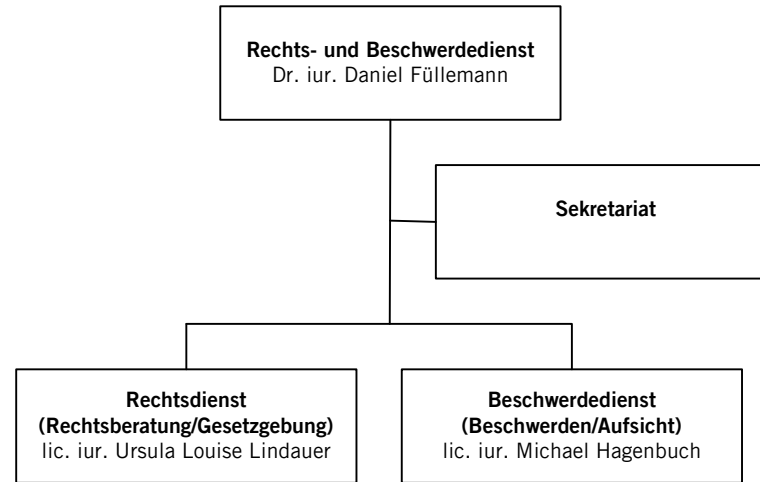 Rechts- und Beschwerdedienst
Dr. iur. Daniel Füllemann
Sekretariat
Rechtsdienst
(Rechtsberatung/Gesetzgebung)
lic. iur. Ursula Louise Lindauer
Beschwerdedienst
(Beschwerden/Aufsicht)
lic. iur. Michael Hagenbuch